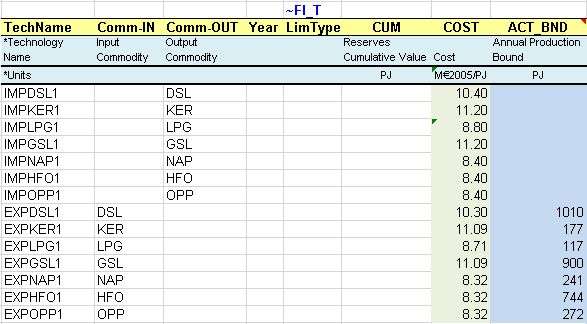 ~FI_T
TechName Comm-IN Comm-OUT Year LimType CUM COST ACT_BND
*Technology Input Output Reserves Annual Production
Name Commodity Commodity Cumulative Value Cost Bound
*Units PJ M€2005/PJ PJ
IMPDSL1 DSL 10.40
IMPKER1 KER 11.20
IMPLPG1 LPG 8.80
IMPGSL1 GSL 11.20
IMPNAP1 NAP 8.40
IMPHFO1 HFO 8.40
IMPOPP1 OPP 8.40
EXPDSL1 DSL 10.30 1010
EXPKER1 KER 11.09 177
EXPLPG1 LPG 8.71 117
EXPGSL1 GSL 11.09 900
EXPNAP1 NAP 8.32 241
EXPHFO1 HFO 8.32 744
EXPOPP1 OPP 8.32 272